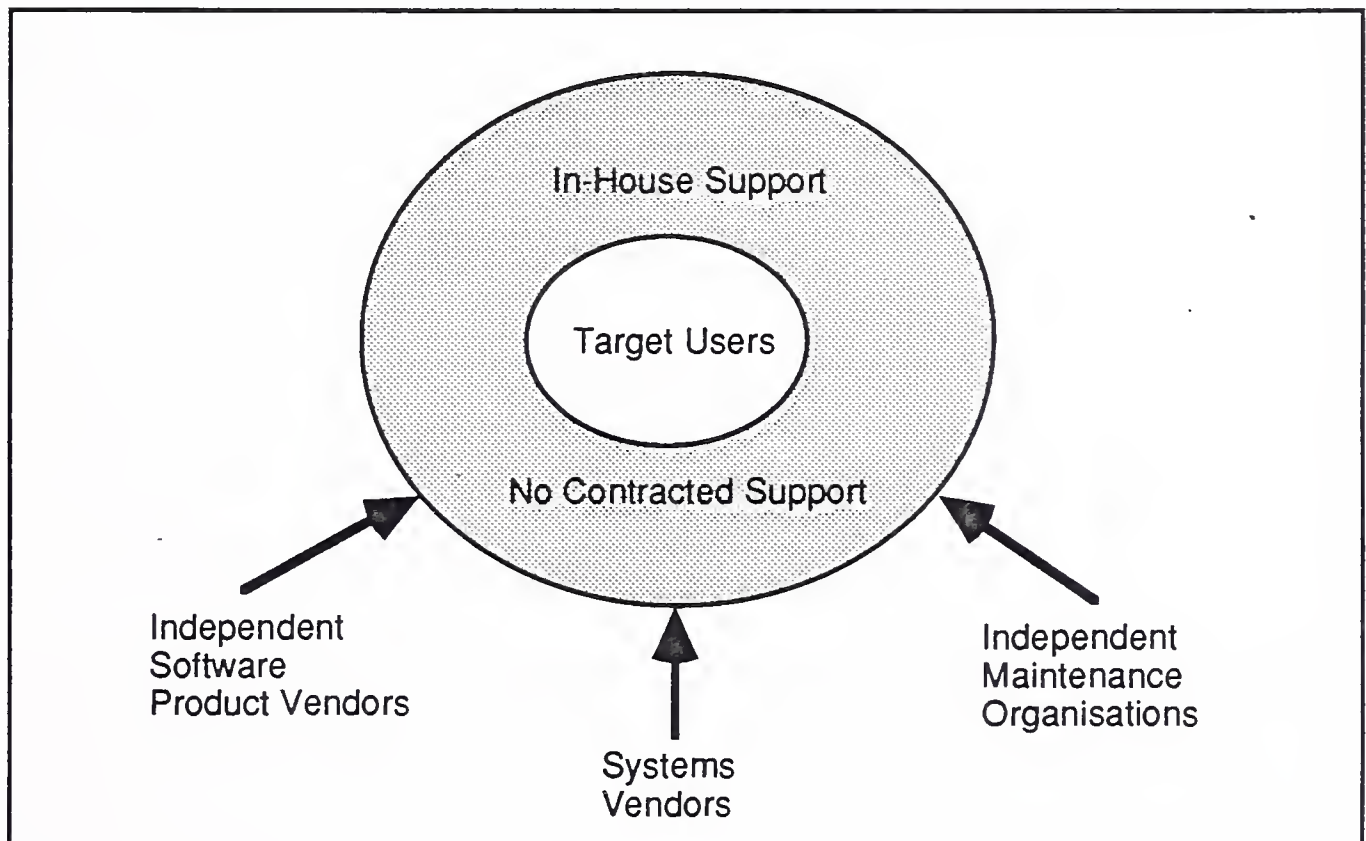 In-House Support
Target Users
No Contracted Support
Independent
Software
Product Vendors
Systems
Vendors
Independent
Maintenance
Organisations